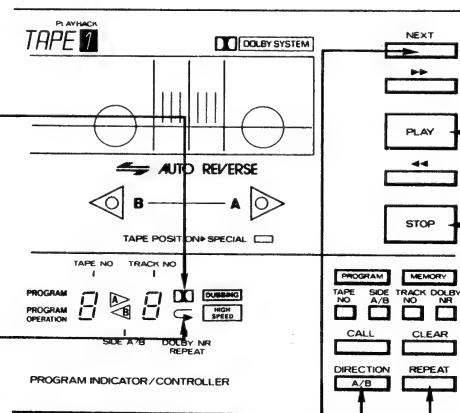 PLAYBACK
TAPE 1
DOLBY SYSTEM
AUTO REVERSE
B A
TAPE POSITION▶SPECIAL
TAPE NO TRACK NO
PROGRAM
PROGRAM OPERATION
8 A B 8
DUBBING
HIGH SPEED
SIDE A/B DOLBY NR
REPEAT
PROGRAM INDICATOR/CONTROLLER
NEXT
▶▶
PLAY
◀◀
STOP
PROGRAM MEMORY
TAPE NO SIDE A/B TRACK NO DOLBY NR
CALL CLEAR
DIRECTION REPEAT
A/B